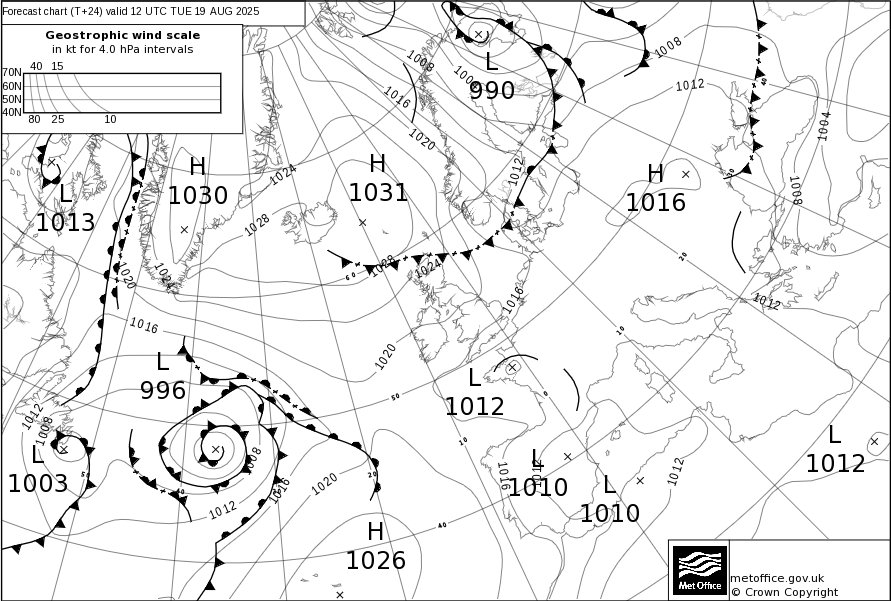 Forecast chart (T+24) valid 12 UTC TUE 19 AUG 2025
Geostrophic wind scale
in kt for 4.0 hPa intervals
40 15
70N
60N
50N
40N
80 25 10
L
990
H
1030
H
1031
H
1016
L
1013
L
996
L
1012
L
1003
L
1010
L
1010
L
1012
H
1026
1008
1008
1016
1020
1012
1012
1004
1008
1024
1028
1028
1024
1020
1016
1016
1020
1012
1012
1008
1008
1012
1016
1020
1016
1012
1012
60
50
50
40
40
20
20
10
10
0
metoffice.gov.uk
© Crown Copyright
Met Office